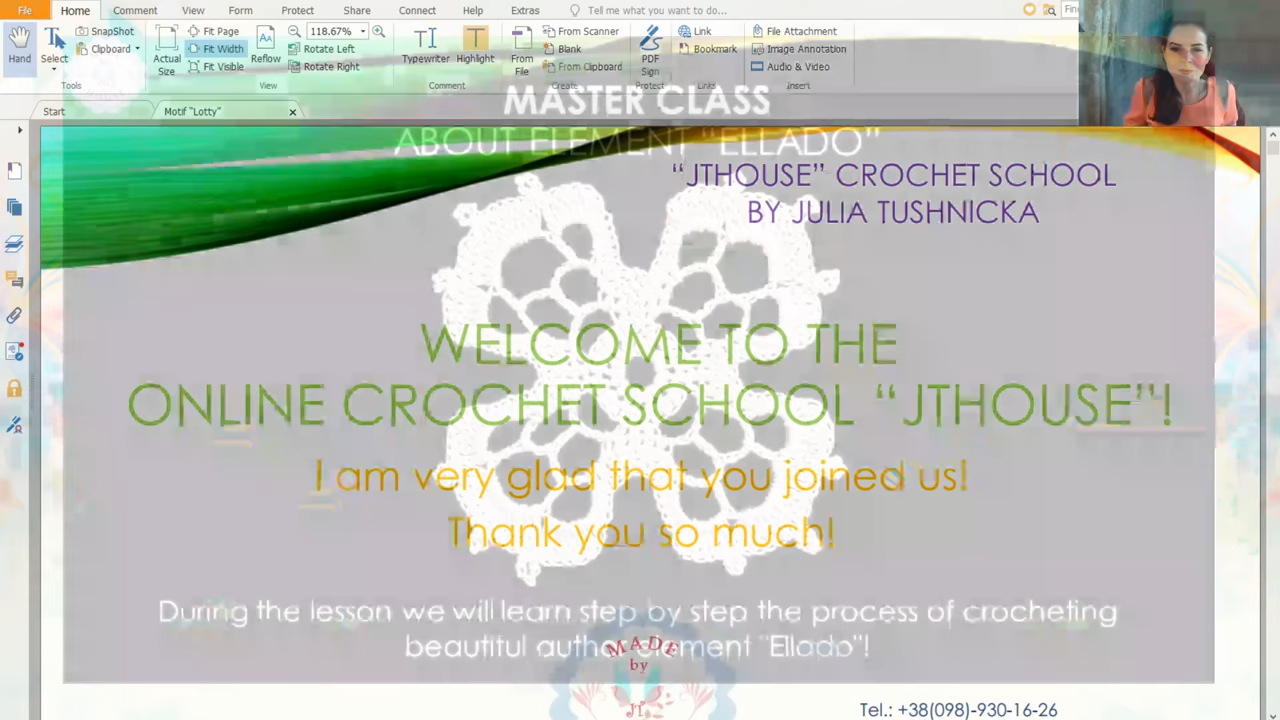 File Home Comment View Form Protect Share Connect Help Extras Tell me what you want to do...
SnapShot Fit Page 118.67% From Scanner Link File Attachment
Clipboard Fit Width Rotate Left Blank Bookmark Image Annotation
Hand Select Actual Size Fit Visible Reflow Rotate Right Typewriter Highlight From File From Clipboard PDF Sign Audio & Video
Tools View Comment Create Protect Links Insert
Start Motif "Lotty"
MASTER CLASS
ABOUT ELEMENT "ELLADO"
"JTHOUSE" CROCHET SCHOOL
BY JULIA TUSHNICKA
WELCOME TO THE
ONLINE CROCHET SCHOOL "JTHOUSE"!
I am very glad that you joined us!
Thank you so much!
During the lesson we will learn step by step the process of crocheting
beautiful author element "Ellado"!
MADE
by
JT
Tel.: +38(098)-930-16-26